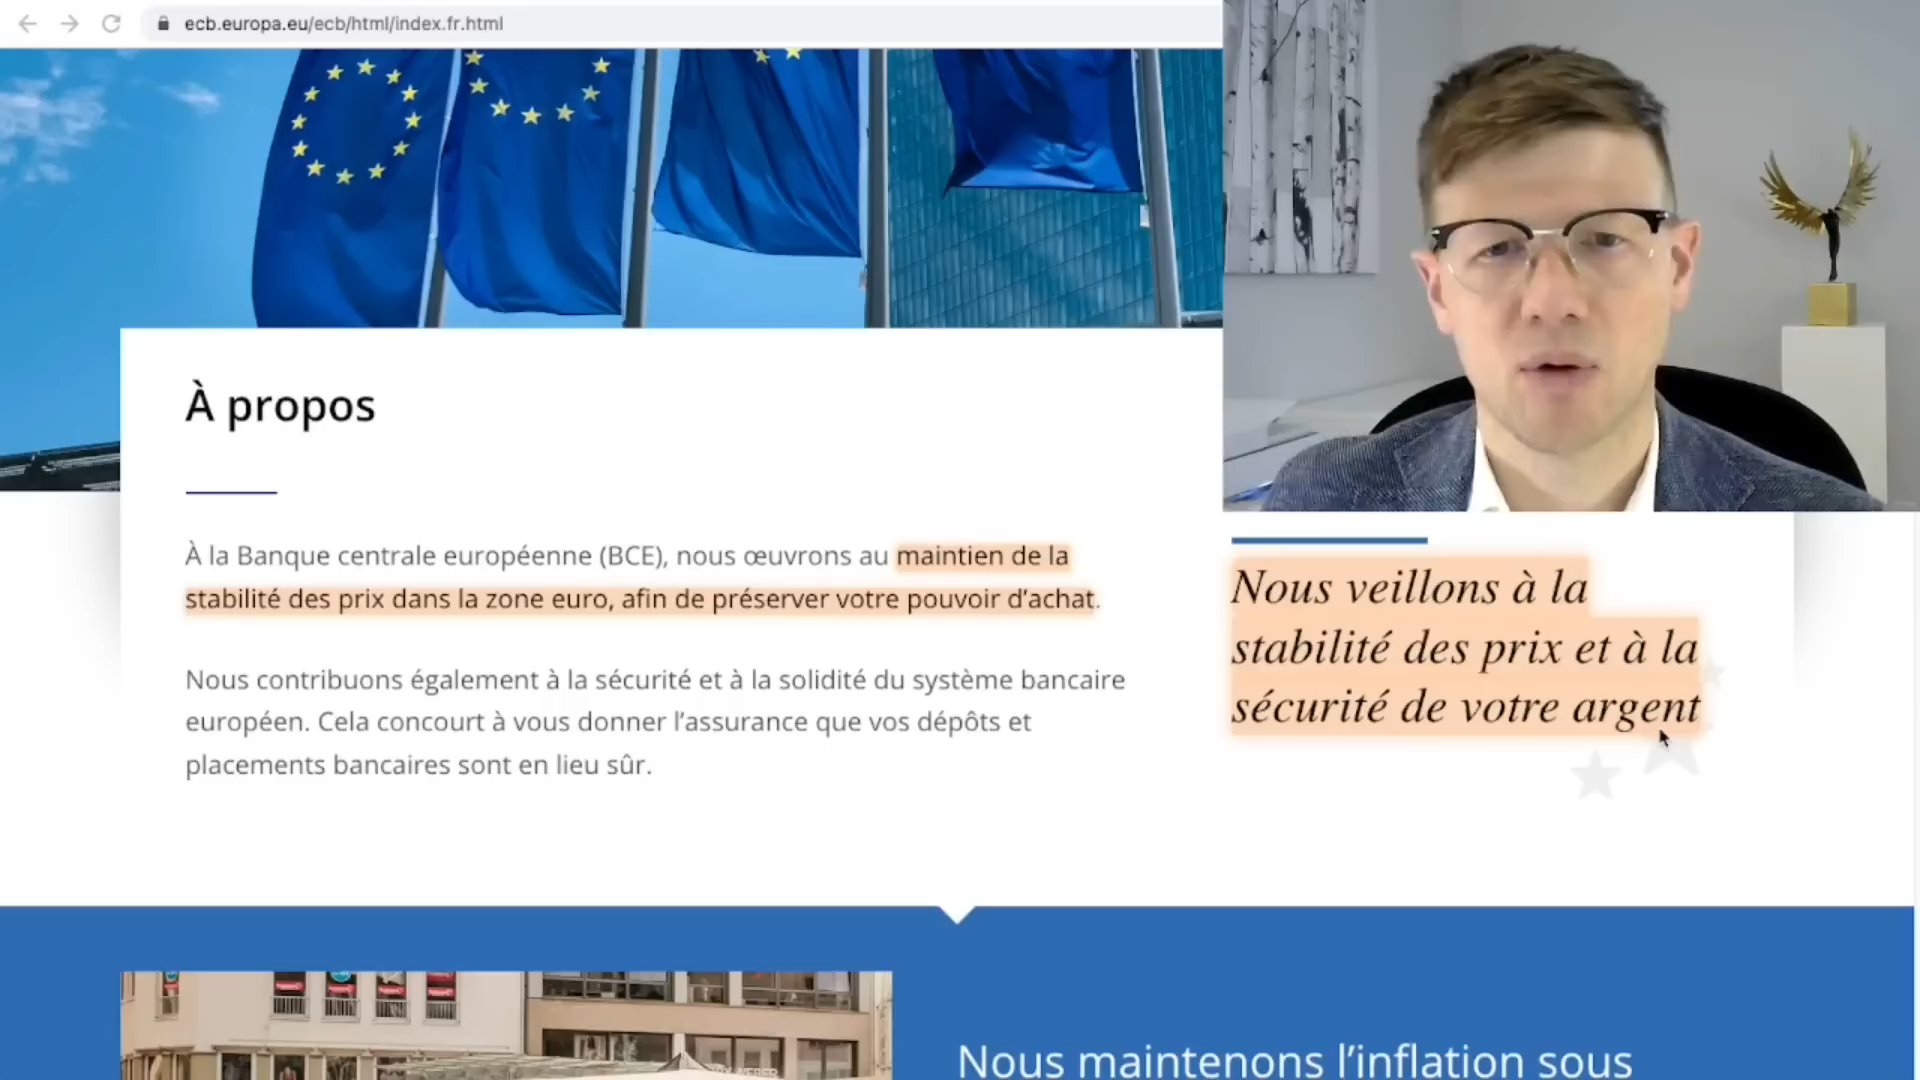 ecb.europa.eu/ecb/html/index.fr.html
À propos
À la Banque centrale européenne (BCE), nous œuvrons au maintien de la
stabilité des prix dans la zone euro, afin de préserver votre pouvoir d’achat.
Nous contribuons également à la sécurité et à la solidité du système bancaire
européen. Cela concourt à vous donner l’assurance que vos dépôts et
placements bancaires sont en lieu sûr.
Nous veillons à la
stabilité des prix et à la
sécurité de votre argent
Nous maintenons l’inflation sous